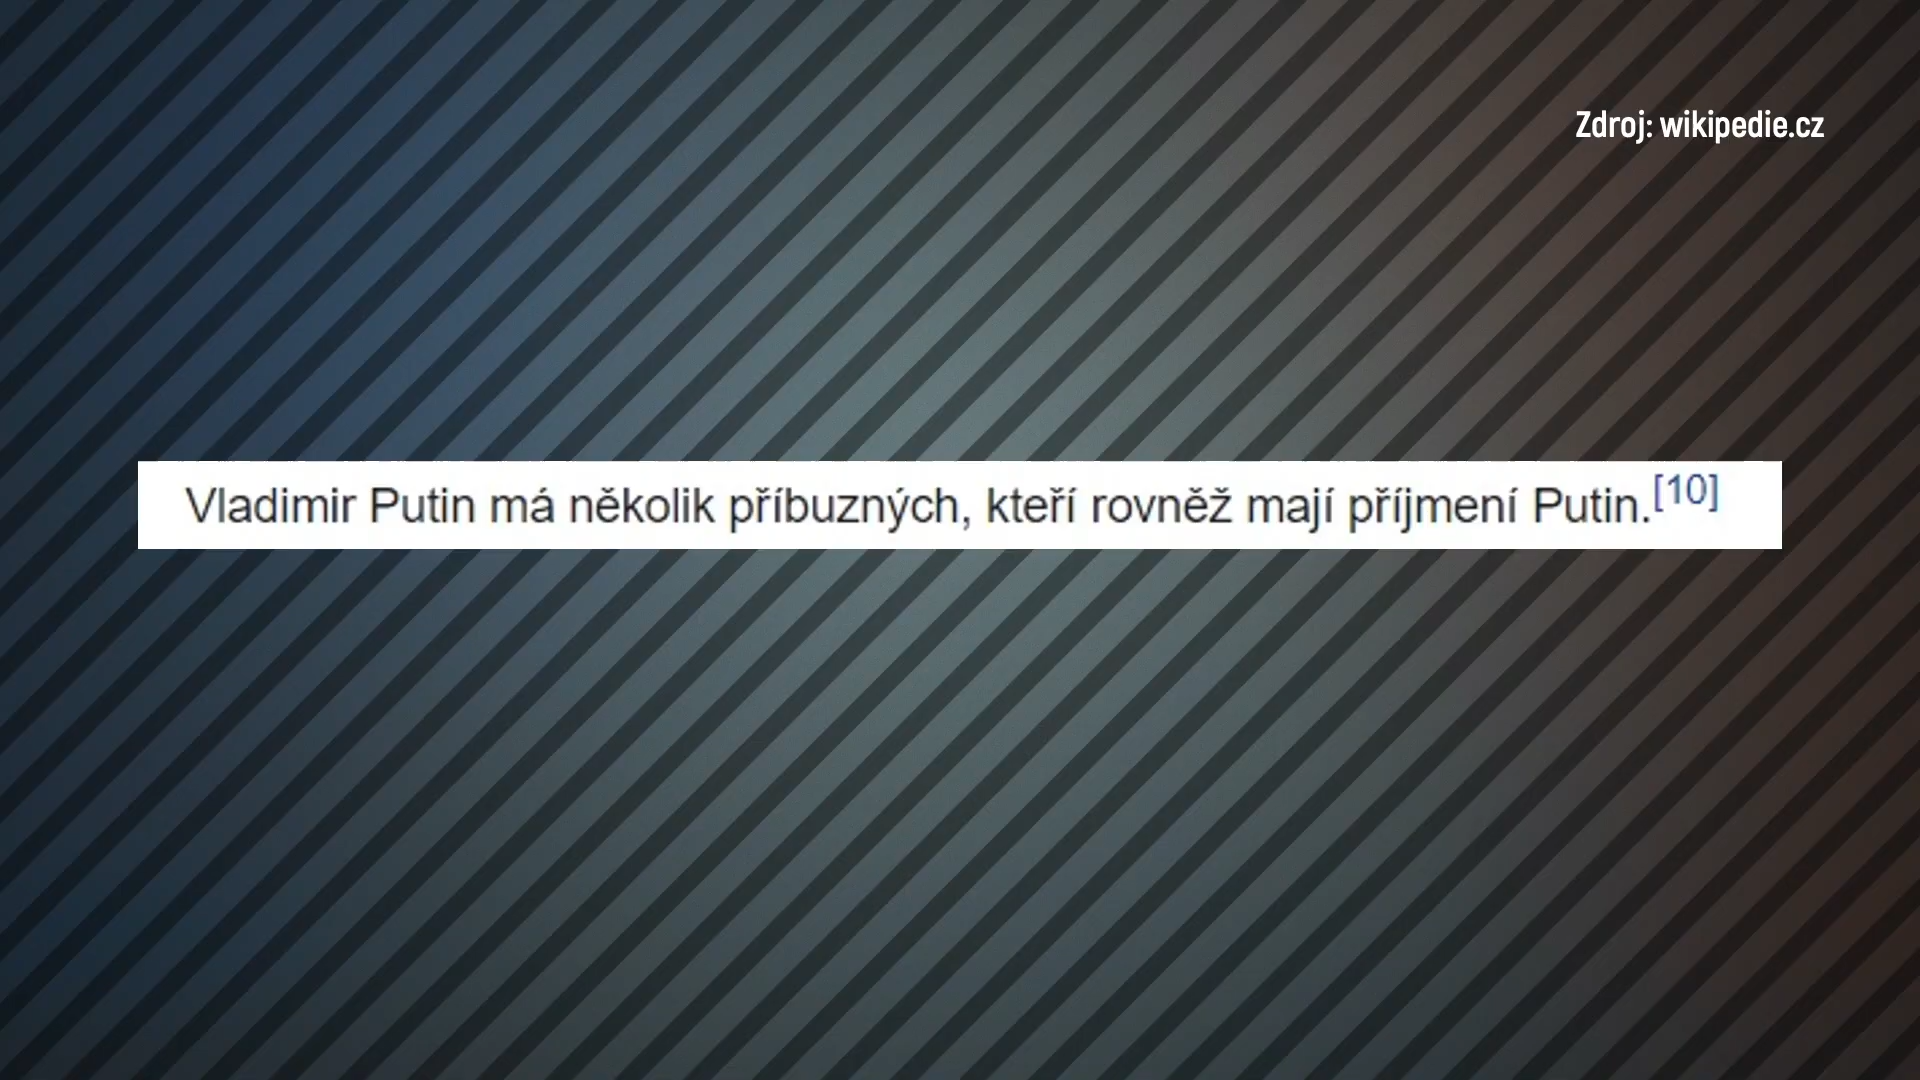 Zdroj: wikipedie.cz
Vladimir Putin má několik příbuzných, kteří rovněž mají příjmení Putin.[10]